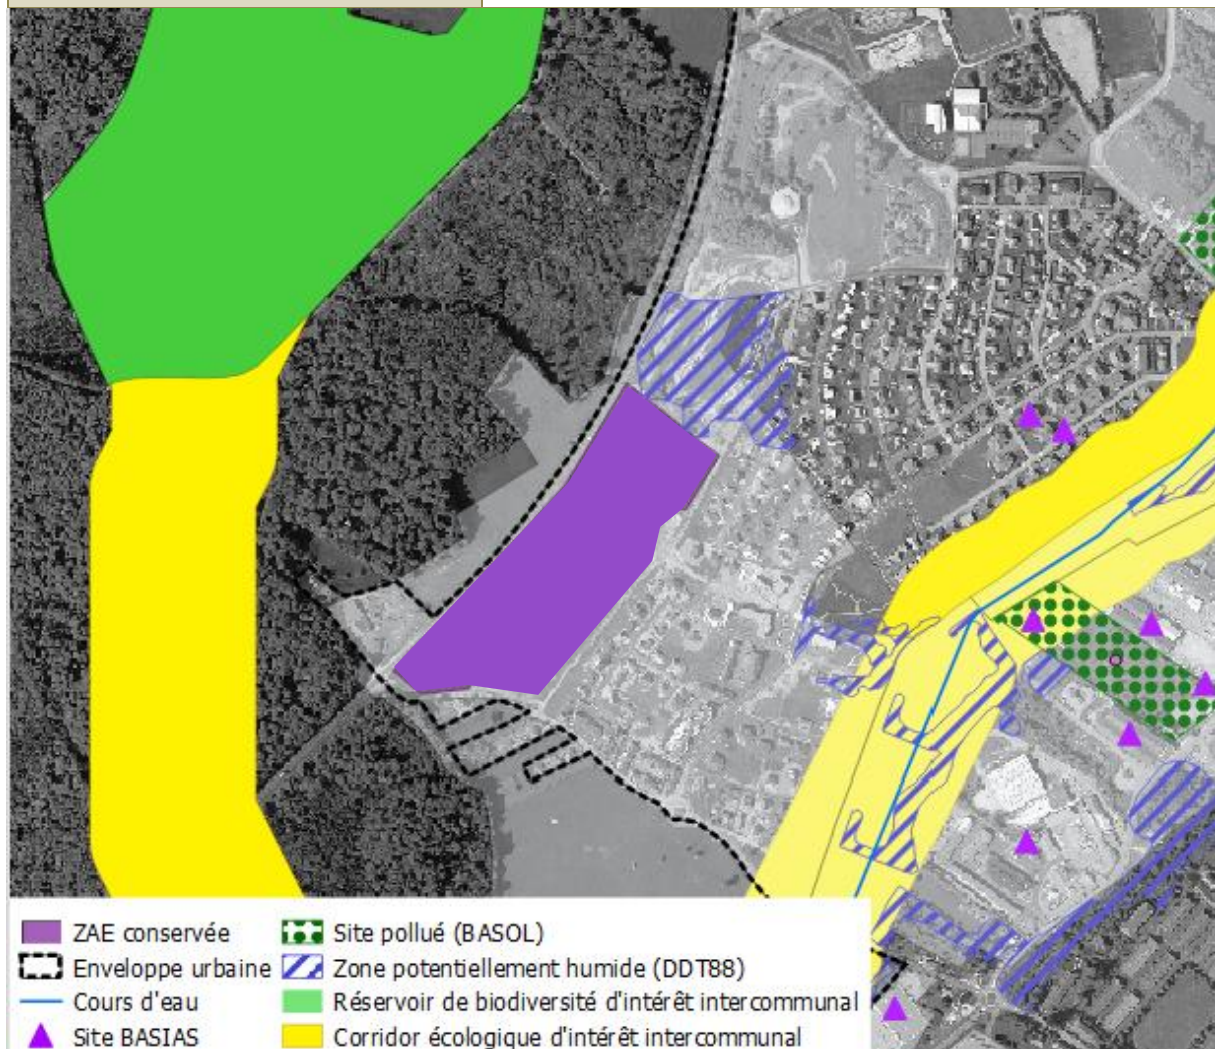 ZAE conservée
Enveloppe urbaine
Cours d'eau
Site BASIAS
Site pollué (BASOL)
Zone potentiellement humide (DDT88)
Réservoir de biodiversité d'intérêt intercommunal
Corridor écologique d'intérêt intercommunal